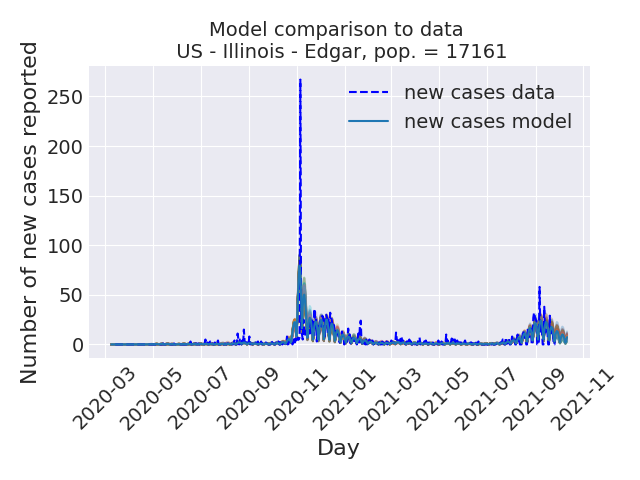 Model comparison to data
US - Illinois - Edgar, pop. = 17161
Number of new cases reported
250
200
150
100
50
0
new cases data
new cases model
2020-03
2020-05
2020-07
2020-09
2020-11
2021-01
2021-03
2021-05
2021-07
2021-09
2021-11
Day